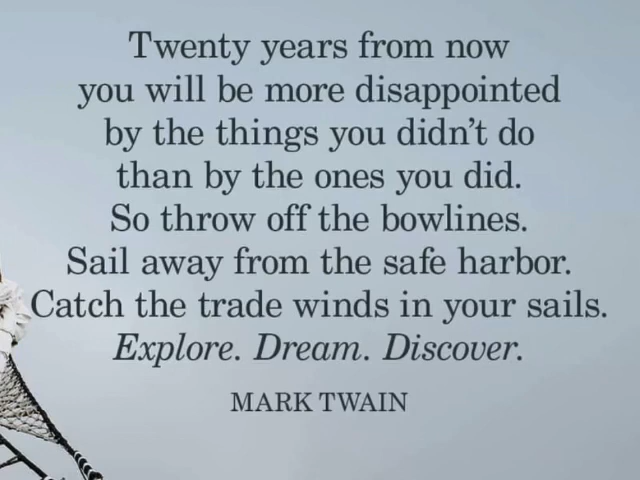 Twenty years from now
you will be more disappointed
by the things you didn’t do
than by the ones you did.
So throw off the bowlines.
Sail away from the safe harbor.
Catch the trade winds in your sails.
Explore. Dream. Discover.
MARK TWAIN